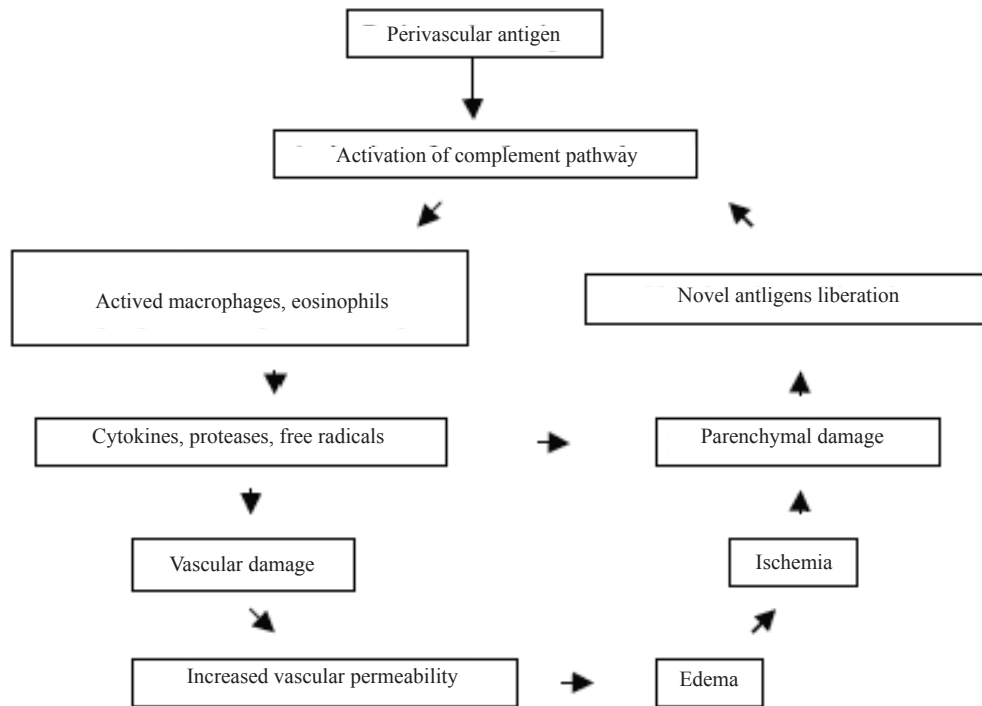 Perivascular antigen
Activation of complement pathway
Actived macrophages, eosinophils
Novel antligens liberation
Cytokines, proteases, free radicals
Parenchymal damage
Vascular damage
Ischemia
Increased vascular permeability
Edema